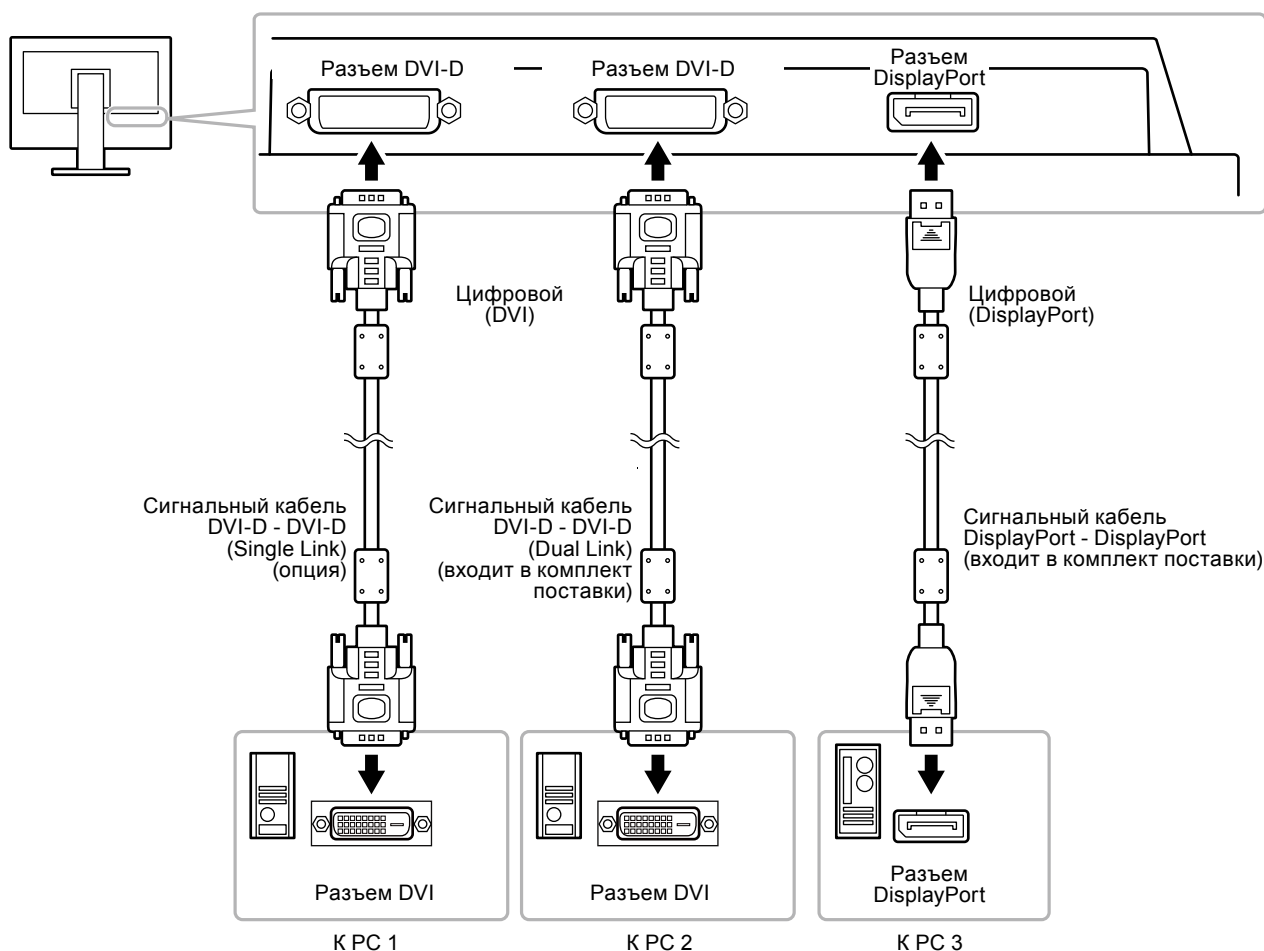 Разъем DVI-D
Разъем DVI-D
Разъем
DisplayPort
Цифровой
(DVI)
Цифровой
(DisplayPort)
Сигнальный кабель
DVI-D - DVI-D
(Single Link)
(опция)
Сигнальный кабель
DVI-D - DVI-D
(Dual Link)
(входит в комплект
поставки)
Сигнальный кабель
DisplayPort - DisplayPort
(входит в комплект поставки)
Разъем DVI
Разъем DVI
Разъем
DisplayPort
К PC 1
К PC 2
К PC 3